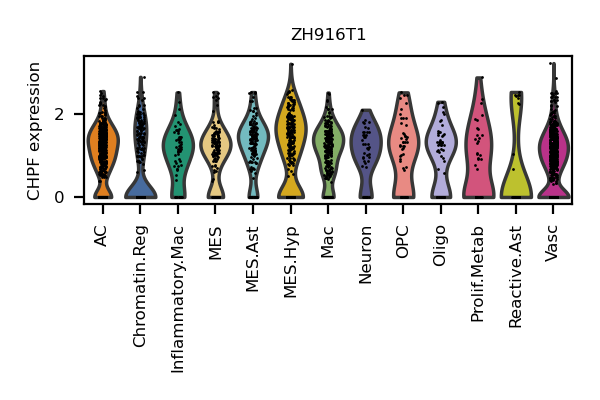 ZH916T1
CHPF expression
2
0
AC
Chromatin.Reg
Inflammatory.Mac
MES
MES.Ast
MES.Hyp
Mac
Neuron
OPC
Oligo
Prolif.Metab
Reactive.Ast
Vasc